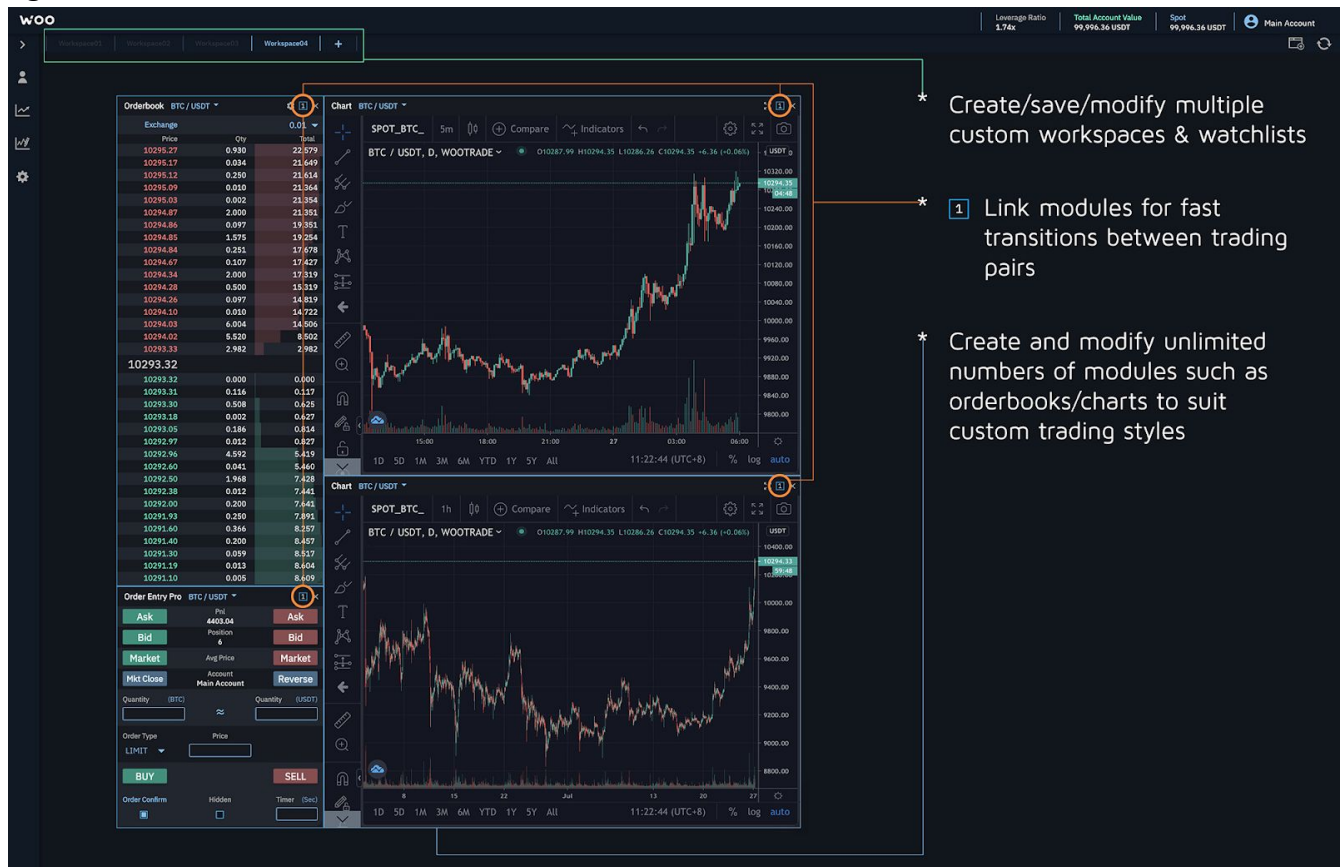 WOO
Leverage Ratio
1.74x
Total Account Value
99,996.36 USDT
Spot
99,996.36 USDT
Main Account
Workspace01 Workspace02 Workspace03 Workspace04 +
* Create/save/modify multiple
custom workspaces & watchlists
* 1 Link modules for fast
transitions between trading
pairs
* Create and modify unlimited
numbers of modules such as
orderbooks/charts to suit
custom trading styles
Orderbook BTC / USDT 1
Exchange 0.01
Price Qty Total
10295.27 0.930 22.579
10295.17 0.034 21.649
10295.12 0.250 21.614
10295.09 0.010 21.364
10295.03 0.002 21.354
10294.87 2.000 21.351
10294.86 0.097 19.351
10294.85 1.575 19.254
10294.84 0.251 17.678
10294.67 0.107 17.427
10294.34 2.000 17.319
10294.28 0.500 15.319
10294.26 0.097 14.819
10294.10 0.010 14.722
10294.03 6.004 14.506
10294.02 5.520 8.502
10293.33 2.982 2.982
10293.32
10293.32 0.000 0.000
10293.31 0.116 0.117
10293.30 0.508 0.625
10293.18 0.002 0.627
10293.05 0.186 0.814
10292.97 0.012 0.827
10292.96 4.592 5.419
10292.60 0.041 5.460
10292.50 1.968 7.428
10292.38 0.012 7.441
10292.00 0.200 7.641
10291.93 0.250 7.891
10291.60 0.366 8.257
10291.40 0.200 8.457
10291.30 0.059 8.517
10291.19 0.013 8.604
10291.10 0.005 8.609
Order Entry Pro BTC / USDT 1
Ask Pnl Ask
4403.04
Bid Position Bid
6
Market Avg Price Market
Mkt Close Account Reverse
Main Account
Quantity (BTC) Quantity (USDT)
≈
Order Type Price
LIMIT
BUY SELL
Order Confirm Hidden Timer (Sec)
Chart BTC / USDT 1
SPOT_BTC_ 5m Compare Indicators
BTC / USDT, D, WOOTRADE O10287.99 H10294.35 L10286.26 C10294.35 +6.36 (+0.06%)
USDT
10320.00
10294.35
04:48
10240.00
10200.00
10160.00
10120.00
10080.00
10040.00
10000.00
9960.00
9920.00
9880.00
9840.00
9800.00
15:00 18:00 21:00 27 03:00 06:00
1D 5D 1M 3M 6M YTD 1Y 5Y All 11:22:44 (UTC+8) % log auto
Chart BTC / USDT 1
SPOT_BTC_ 1h Compare Indicators
BTC / USDT, D, WOOTRADE O10287.99 H10294.35 L10286.26 C10294.35 +6.36 (+0.06%)
USDT
10400.00
10294.33
59:48
10000.00
9800.00
9600.00
9400.00
9200.00
9000.00
8800.00
8 15 22 Jul 13 20 27
1D 5D 1M 3M 6M YTD 1Y 5Y All 11:22:44 (UTC+8) % log auto